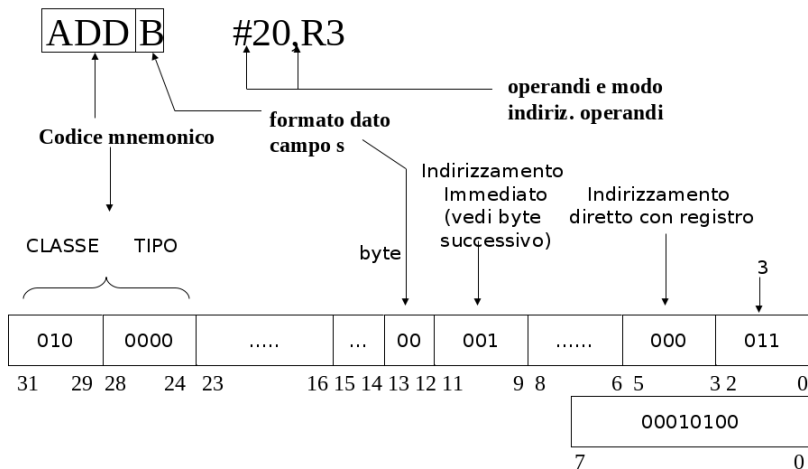 ADD B #20,R3
operandi e modo
indiriz. operandi
formato dato
campo s
Codice mnemonico
Indirizzamento
Immediato
(vedi byte
successivo)
Indirizzamento
diretto con registro
CLASSE TIPO
byte
3
010 0000 ..... ... 00 001 ...... 000 011
31 29 28 24 23 16 15 14 13 12 11 9 8 6 5 3 2 0
00010100
7 0